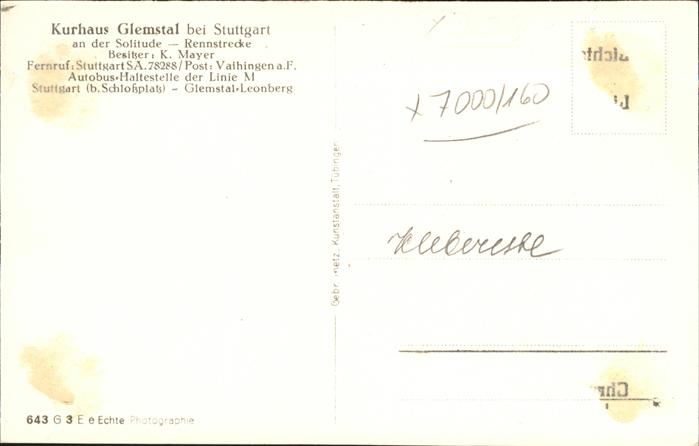 Kurhaus Glemstal bei Stuttgart
an der Solitude — Rennstrecke
Besitzer: K. Mayer
Fernruf: Stuttgart SA. 78288 / Post: Vaihingen a. F.
Autobus-Haltestelle der Linie M
Stuttgart (b. Schloßplatz) – Glemstal-Leonberg
x 7000/160
Gebr. Metz, Kunstanstalt, Tübingen
Klebereste
643 G 3 E e Echte Photographie